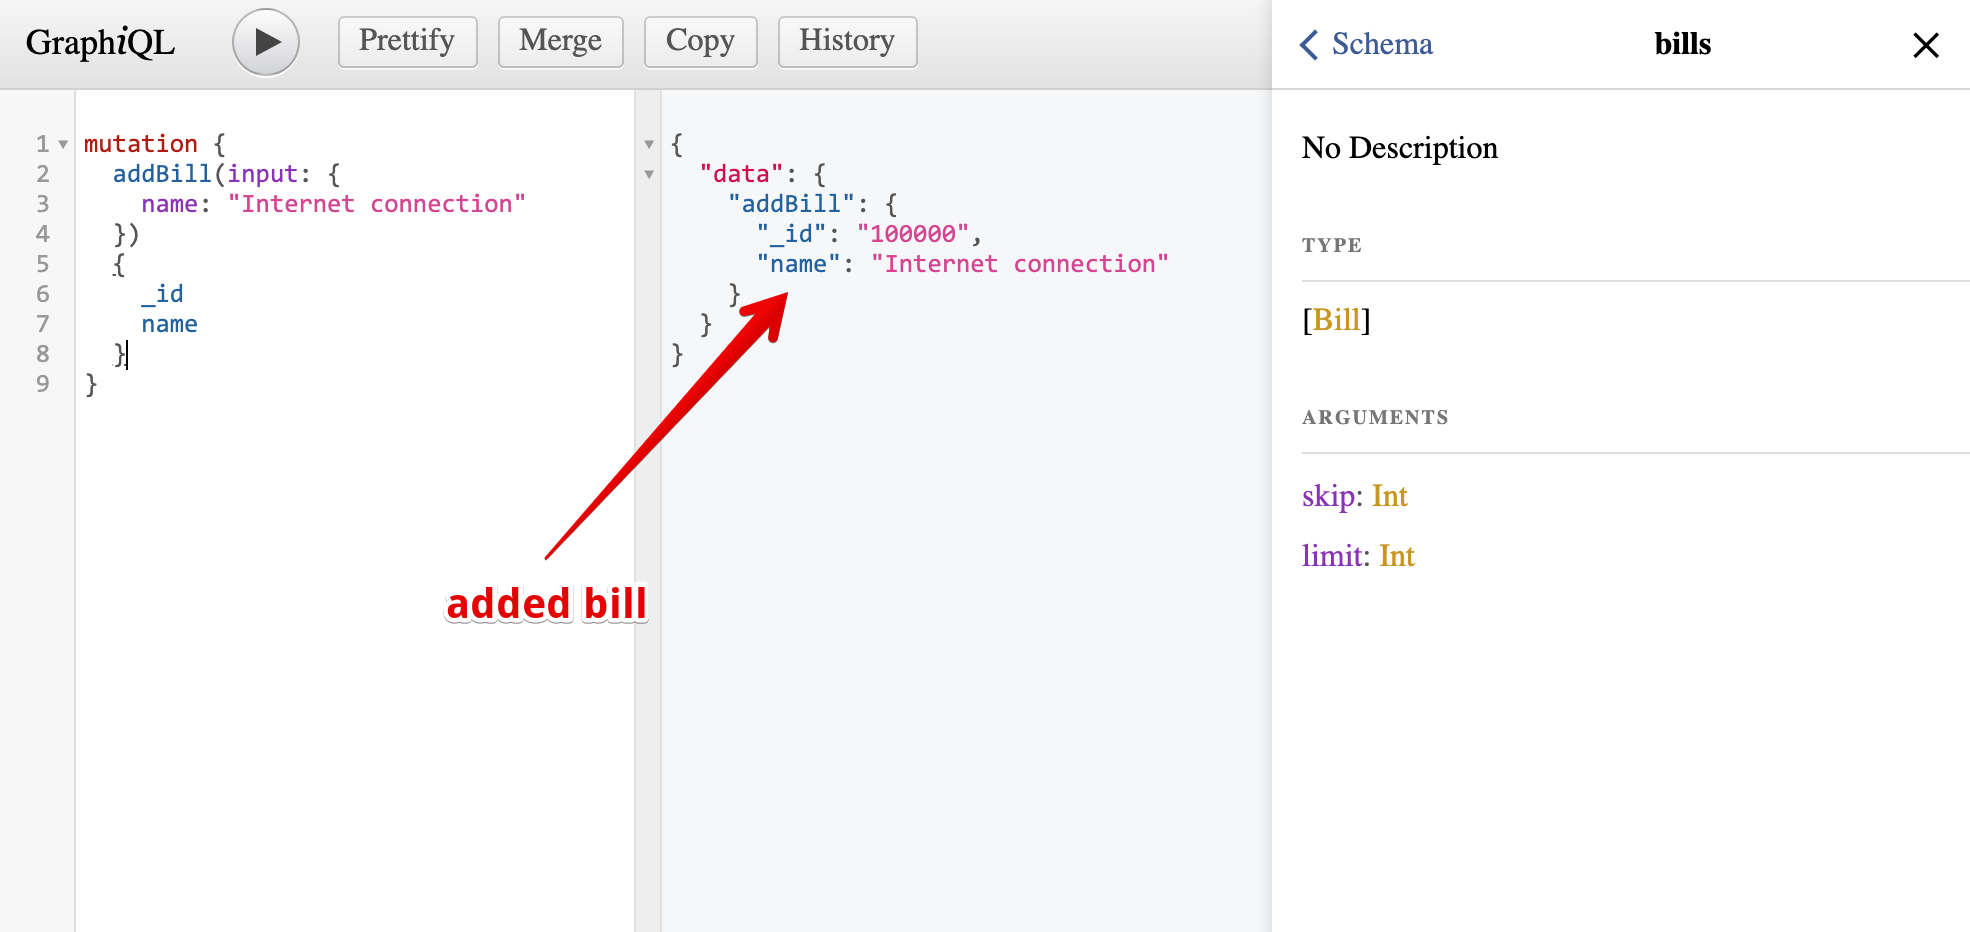 GraphiQL Prettify Merge Copy History
1 mutation {
2 addBill(input: {
3 name: "Internet connection"
4 })
5 {
6 _id
7 name
8 }
9 }
{
"data": {
"addBill": {
"_id": "100000",
"name": "Internet connection"
}
}
}
added bill
Schema bills
No Description
TYPE
[Bill]
ARGUMENTS
skip: Int
limit: Int